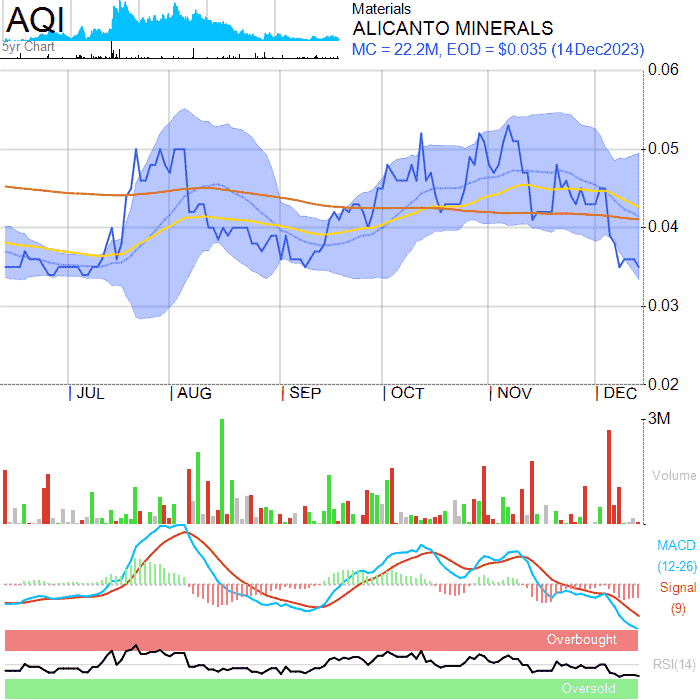 AQI
5yr Chart
Materials
ALICANTO MINERALS
MC = 22.2M, EOD = $0.035 (14Dec2023)
0.06
0.05
0.04
0.03
0.02
JUL AUG SEP OCT NOV DEC
3M
Volume
MACD
(12-26)
Signal
(9)
Overbought
RSI(14)
Oversold